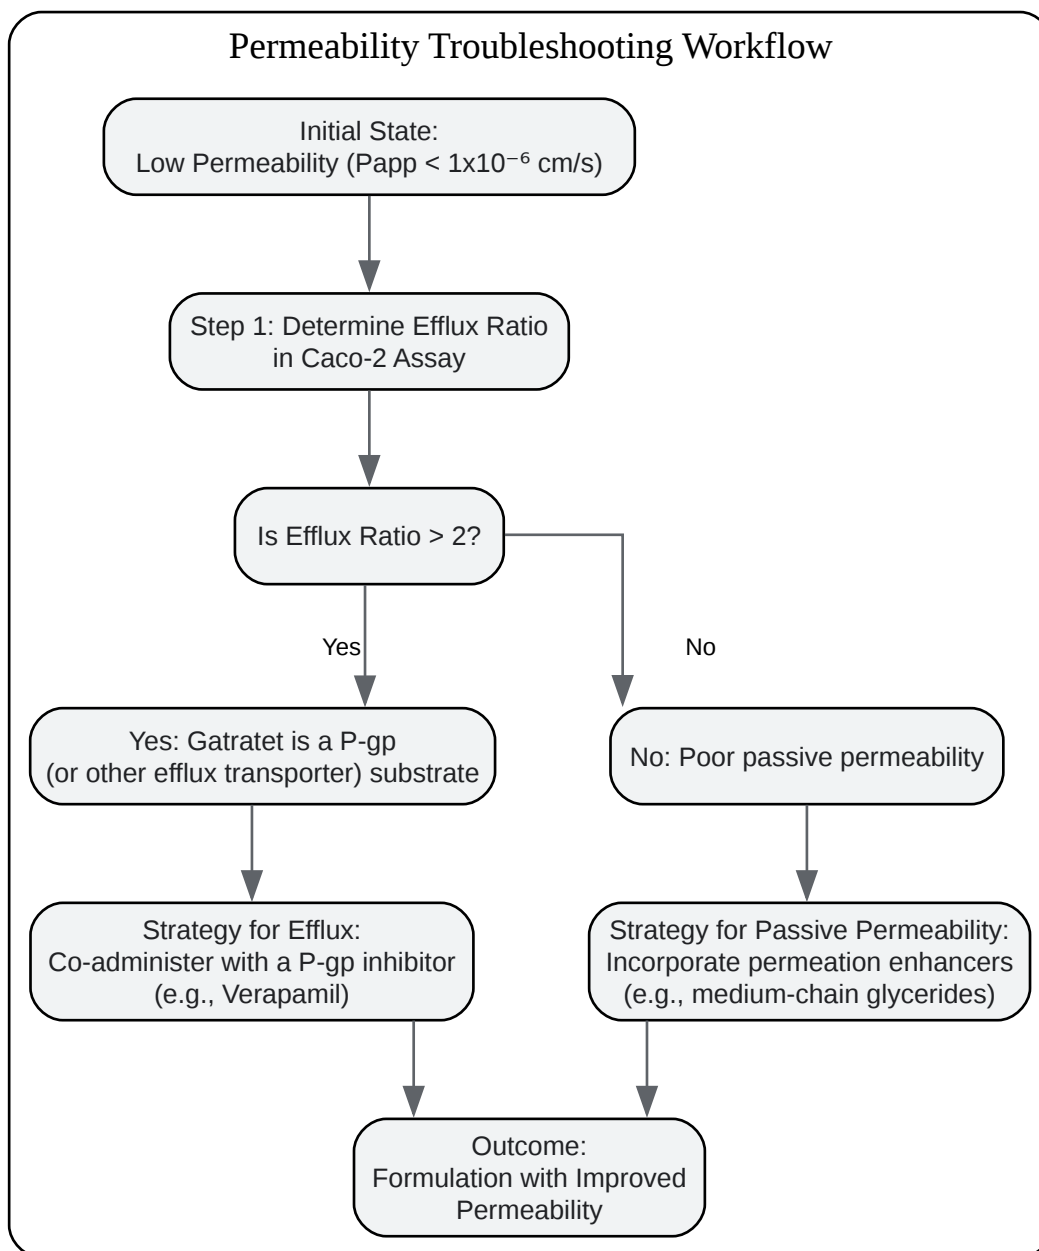 Permeability Troubleshooting Workflow
Initial State:
Low Permeability (Papp < 1x10⁻⁶ cm/s)
Step 1: Determine Efflux Ratio
in Caco-2 Assay
Is Efflux Ratio > 2?
Yes
No
Yes: Gatratet is a P-gp
(or other efflux transporter) substrate
No: Poor passive permeability
Strategy for Efflux:
Co-administer with a P-gp inhibitor
(e.g., Verapamil)
Strategy for Passive Permeability:
Incorporate permeation enhancers
(e.g., medium-chain glycerides)
Outcome:
Formulation with Improved
Permeability